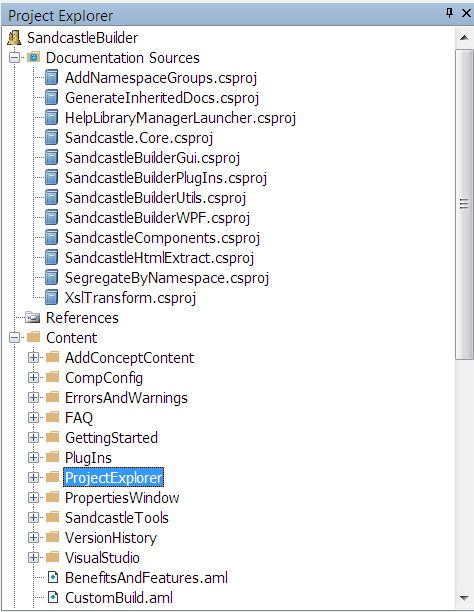 Project Explorer
SandcastleBuilder
Documentation Sources
AddNamespaceGroups.csproj
GenerateInheritedDocs.csproj
HelpLibraryManagerLauncher.csproj
Sandcastle.Core.csproj
SandcastleBuilderGui.csproj
SandcastleBuilderPlugIns.csproj
SandcastleBuilderUtils.csproj
SandcastleBuilderWPF.csproj
SandcastleComponents.csproj
SandcastleHtmlExtract.csproj
SegregateByNamespace.csproj
XslTransform.csproj
References
Content
AddConceptContent
CompConfig
ErrorsAndWarnings
FAQ
GettingStarted
PlugIns
ProjectExplorer
PropertiesWindow
SandcastleTools
VersionHistory
VisualStudio
BenefitsAndFeatures.aml
CustomBuild.aml